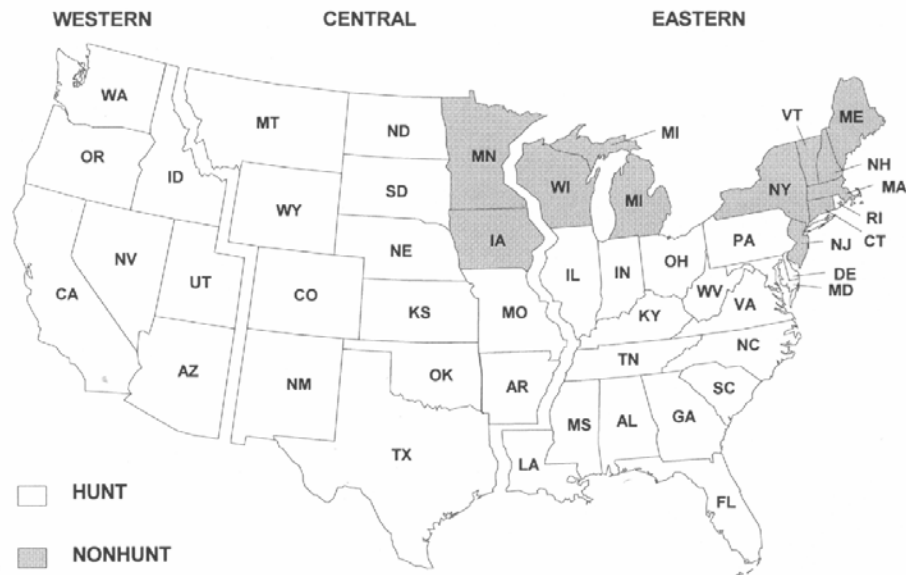 WESTERN CENTRAL EASTERN
WA
MT
ND
MN
MI
VT
ME
OR
ID
SD
WI
MI
NY
NH
MA
WY
RI
CT
NV
NE
IA
PA
NJ
CA
UT
CO
IL
IN
OH
DE
MD
KS
MO
WV
VA
KY
AZ
NM
OK
AR
TN
NC
SC
MS
AL
GA
TX
LA
FL
HUNT
NONHUNT